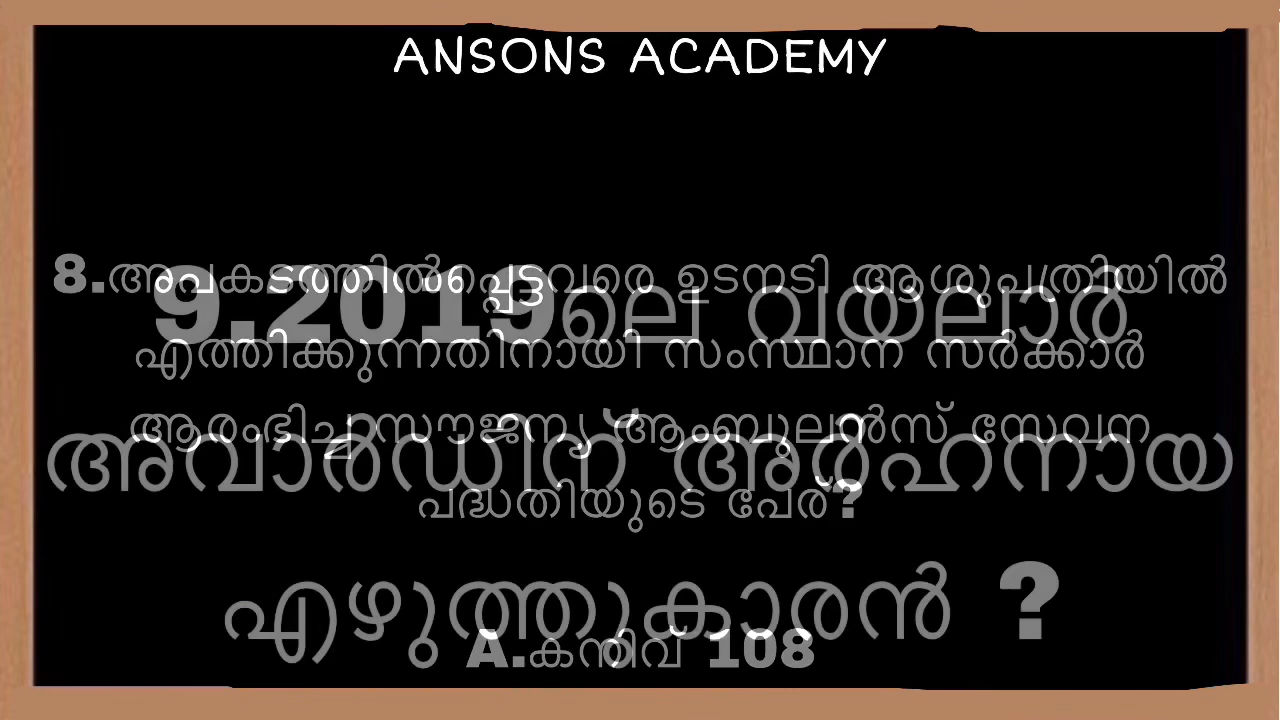 ANSONS ACADEMY
8.അപകടത്തിൽപ്പെട്ടവരെ ഉടനടി ആശുപത്രിയിൽ
എത്തിക്കുന്നതിനായി സംസ്ഥാന സർക്കാർ
ആരംഭിച്ച സൗജന്യ ആംബുലൻസ് സേവന
പദ്ധതിയുടെ പേര്?
A.കനിവ് 108
9.2019ലെ വയലാർ
അവാർഡിന് അർഹനായ
എഴുത്തുകാരൻ ?